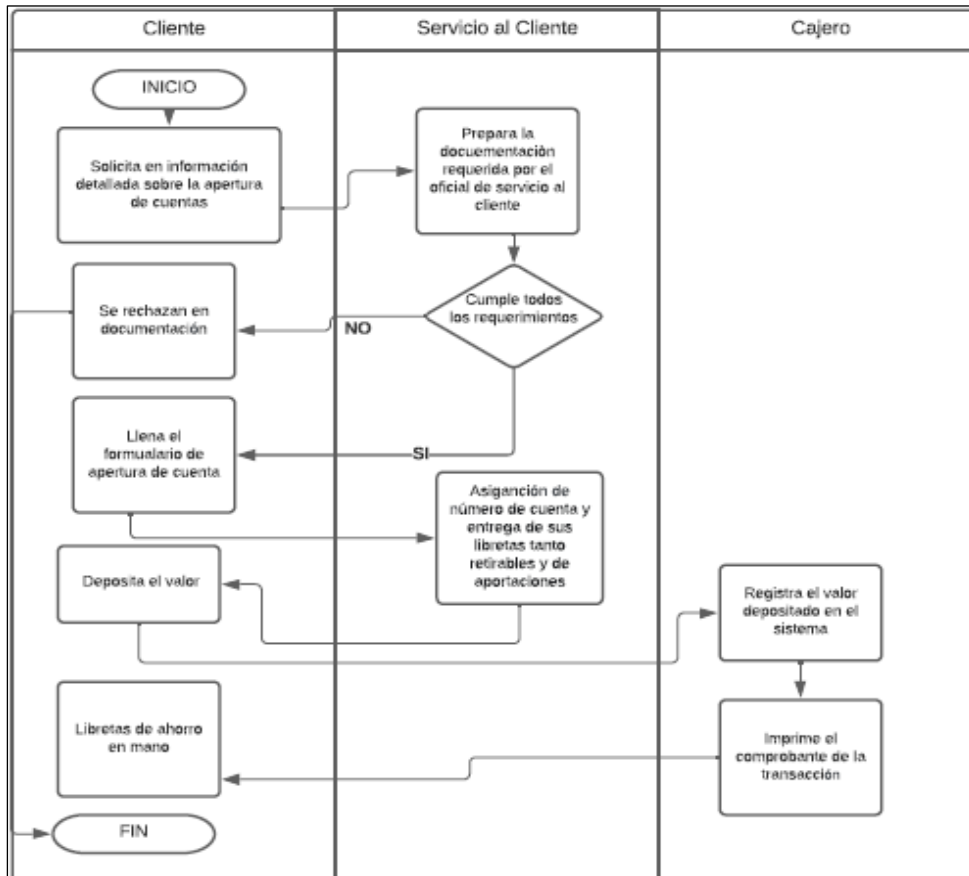 Cliente
Servicio al Cliente
Cajero
INICIO
Solicita en información
detallada sobre la apertura
de cuentas
Prepara la
docuementación
requerida por el
oficial de servicio al
cliente
Cumple todos
los requerimientos
NO
Se rechazan en
documentación
SI
Llena el
formualario de
apertura de cuenta
Asiganción de
número de cuenta y
entrega de sus
libretas tanto
retirables y de
aportaciones
Deposita el valor
Registra el valor
depositado en el
sistema
Imprime el
comprobante de la
transacción
Libretas de ahorro
en mano
FIN